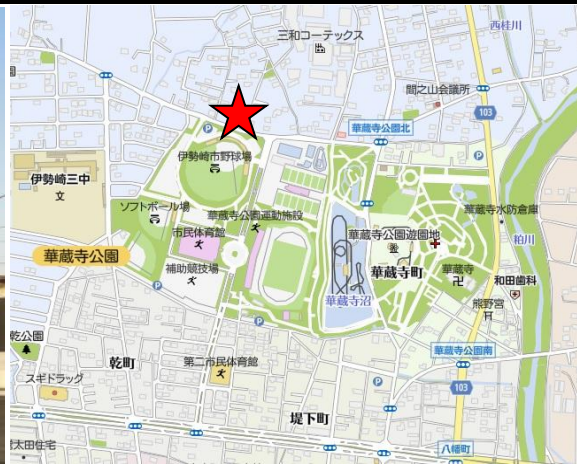 三和コーテックス
西桂川
間之山会議所
103
華蔵寺公園北
伊勢崎市野球場
伊勢崎三中
文
ソフトボール場
華蔵寺公園運動施設
華蔵寺水防倉庫
市民体育館
華蔵寺公園遊園地
粕川
華蔵寺公園
補助競技場
華蔵寺町
華蔵寺
和田歯科
華蔵寺沼
熊野宮
乾公園
乾町
第二市民体育館
華蔵寺公園南
スギドラッグ
103
堤下町
太田住宅
八幡町